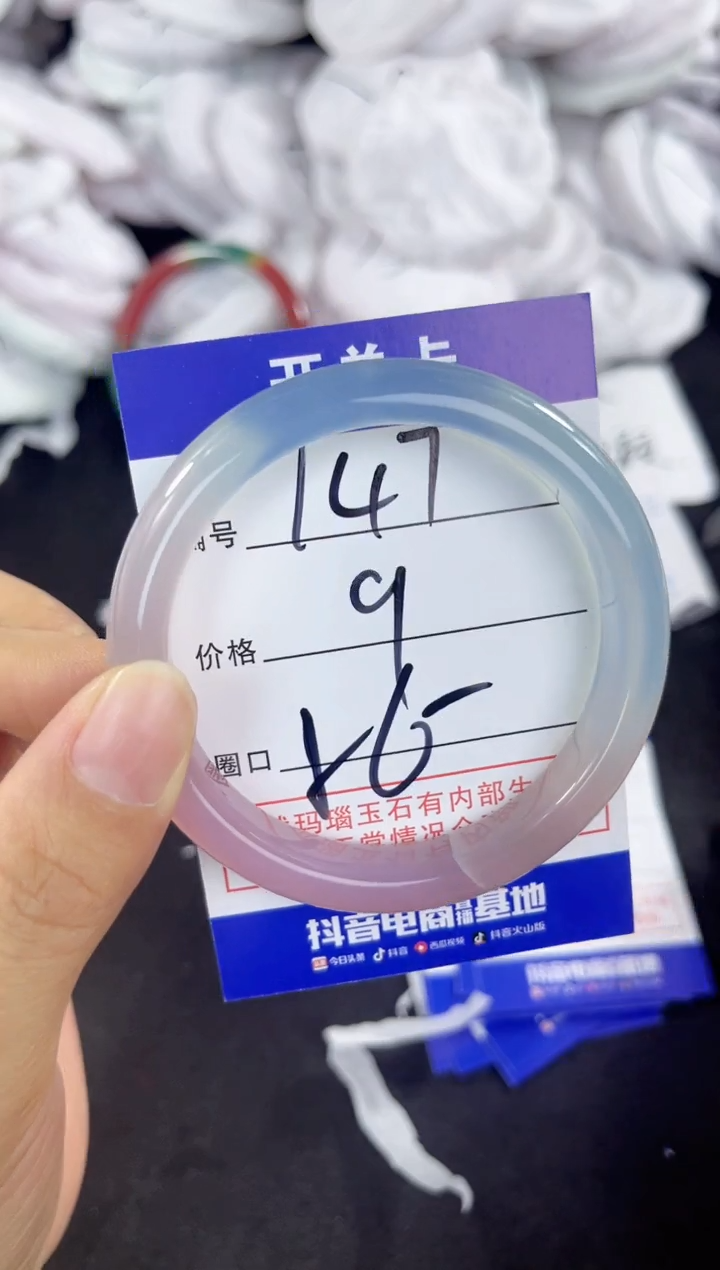 开单卡
号 147
价格 9
圈口
玛瑙玉石有内部生
情况
抖音电商直播基地
今日头条 抖音 西瓜视频 抖音火山版